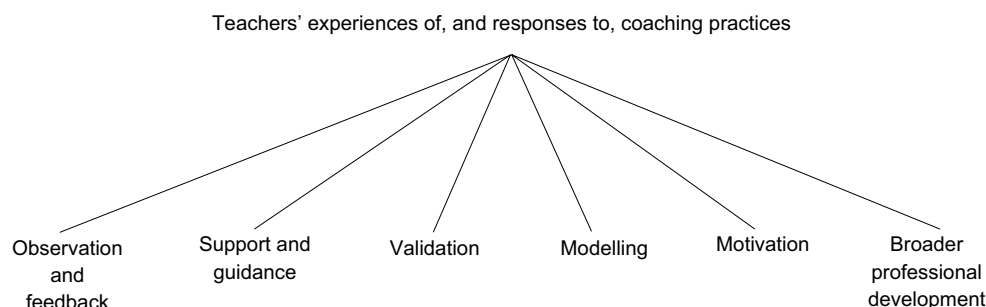 Teachers’ experiences of, and responses to, coaching practices
Observation
and
feedback
Support and
guidance
Validation
Modelling
Motivation
Broader
professional
development